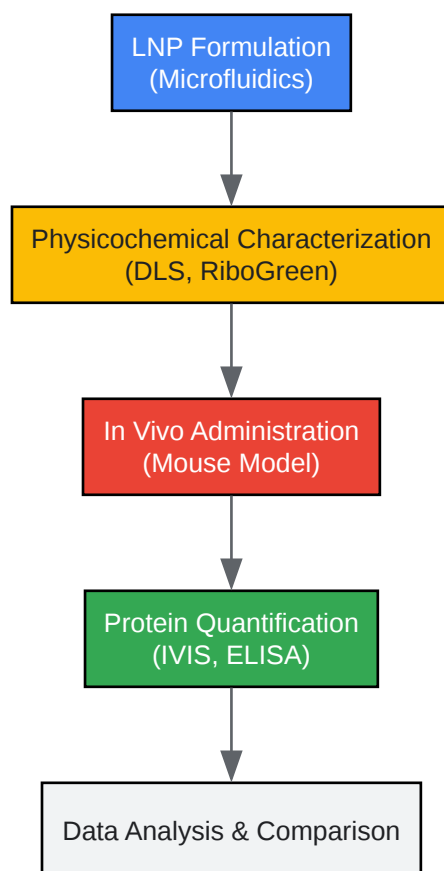 LNP Formulation
(Microfluidics)
Physicochemical Characterization
(DLS, RiboGreen)
In Vivo Administration
(Mouse Model)
Protein Quantification
(IVIS, ELISA)
Data Analysis & Comparison